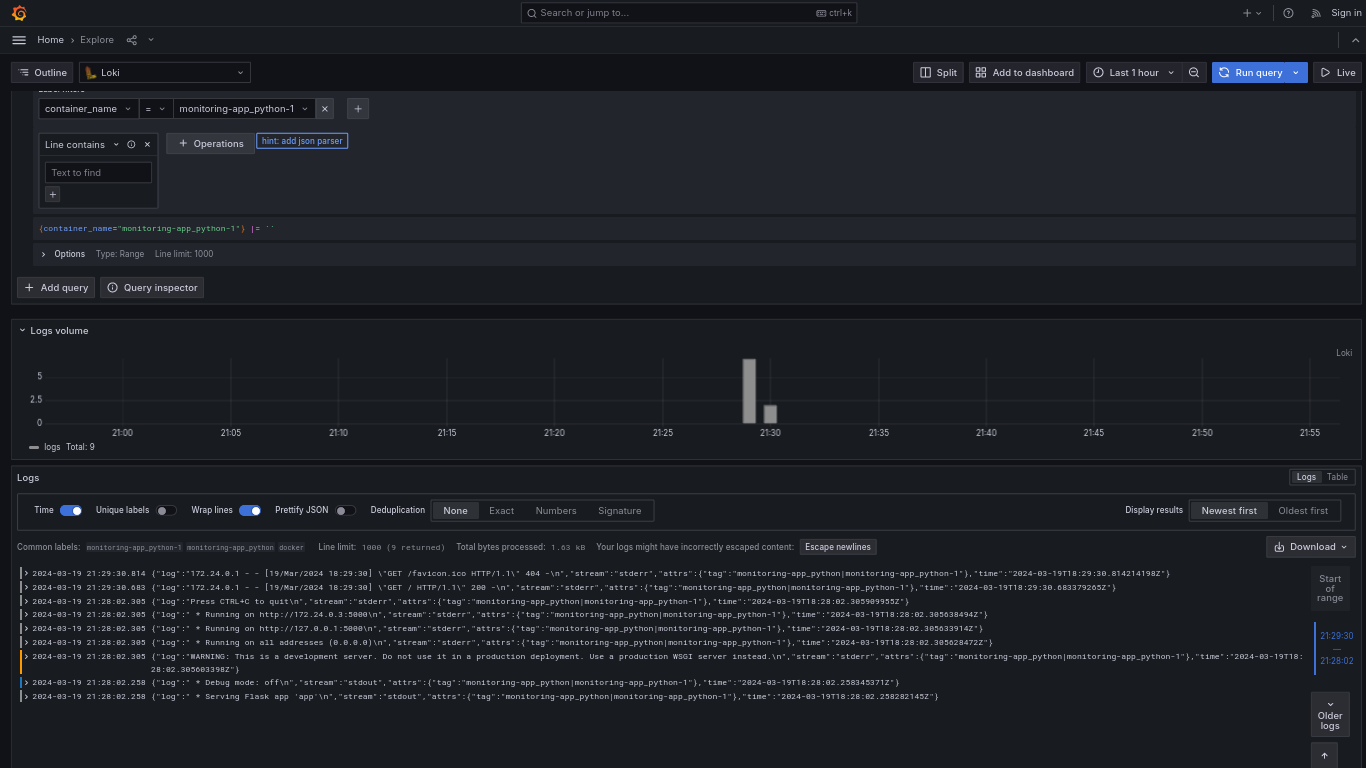 Search or jump to...
ctrl+k
Sign in
Home › Explore
Outline
Loki
Split
Add to dashboard
Last 1 hour
Run query
Live
container_name
=
monitoring-app_python-1
Line contains
Operations
hint: add json parser
Text to find
{container_name="monitoring-app_python-1"} |= ``
Options Type: Range Line limit: 1000
Add query
Query inspector
Logs volume
Loki
5
2.5
0
21:00 21:05 21:10 21:15 21:20 21:25 21:30 21:35 21:40 21:45 21:50 21:55
logs Total: 9
Logs
Logs Table
Time Unique labels Wrap lines Prettify JSON Deduplication None Exact Numbers Signature Display results Newest first Oldest first
Common labels: monitoring-app_python-1 monitoring-app_python docker Line limit: 1000 (9 returned) Total bytes processed: 1.63 kB Your logs might have incorrectly escaped content: Escape newlines
Download
2024-03-19 21:29:30.814 {"log":"172.24.0.1 - - [19/Mar/2024 18:29:30] \"GET /favicon.ico HTTP/1.1\" 404 -\n","stream":"stderr","attrs":{"tag":"monitoring-app_python|monitoring-app_python-1"},"time":"2024-03-19T18:29:30.814214198Z"}
2024-03-19 21:29:30.683 {"log":"172.24.0.1 - - [19/Mar/2024 18:29:30] \"GET / HTTP/1.1\" 200 -\n","stream":"stderr","attrs":{"tag":"monitoring-app_python|monitoring-app_python-1"},"time":"2024-03-19T18:29:30.683379265Z"}
2024-03-19 21:28:02.305 {"log":"Press CTRL+C to quit\n","stream":"stderr","attrs":{"tag":"monitoring-app_python|monitoring-app_python-1"},"time":"2024-03-19T18:28:02.305909955Z"}
2024-03-19 21:28:02.305 {"log":" * Running on http://172.24.0.3:5000\n","stream":"stderr","attrs":{"tag":"monitoring-app_python|monitoring-app_python-1"},"time":"2024-03-19T18:28:02.305638494Z"}
2024-03-19 21:28:02.305 {"log":" * Running on http://127.0.0.1:5000\n","stream":"stderr","attrs":{"tag":"monitoring-app_python|monitoring-app_python-1"},"time":"2024-03-19T18:28:02.305633914Z"}
2024-03-19 21:28:02.305 {"log":" * Running on all addresses (0.0.0.0)\n","stream":"stderr","attrs":{"tag":"monitoring-app_python|monitoring-app_python-1"},"time":"2024-03-19T18:28:02.305628472Z"}
2024-03-19 21:28:02.305 {"log":"WARNING: This is a development server. Do not use it in a production deployment. Use a production WSGI server instead.\n","stream":"stderr","attrs":{"tag":"monitoring-app_python|monitoring-app_python-1"},"time":"2024-03-19T18:
28:02.305603398Z"}
2024-03-19 21:28:02.258 {"log":" * Debug mode: off\n","stream":"stdout","attrs":{"tag":"monitoring-app_python|monitoring-app_python-1"},"time":"2024-03-19T18:28:02.258345371Z"}
2024-03-19 21:28:02.258 {"log":" * Serving Flask app 'app'\n","stream":"stdout","attrs":{"tag":"monitoring-app_python|monitoring-app_python-1"},"time":"2024-03-19T18:28:02.258282145Z"}
Start
of
range
21:29:30
—
21:28:02
Older
logs